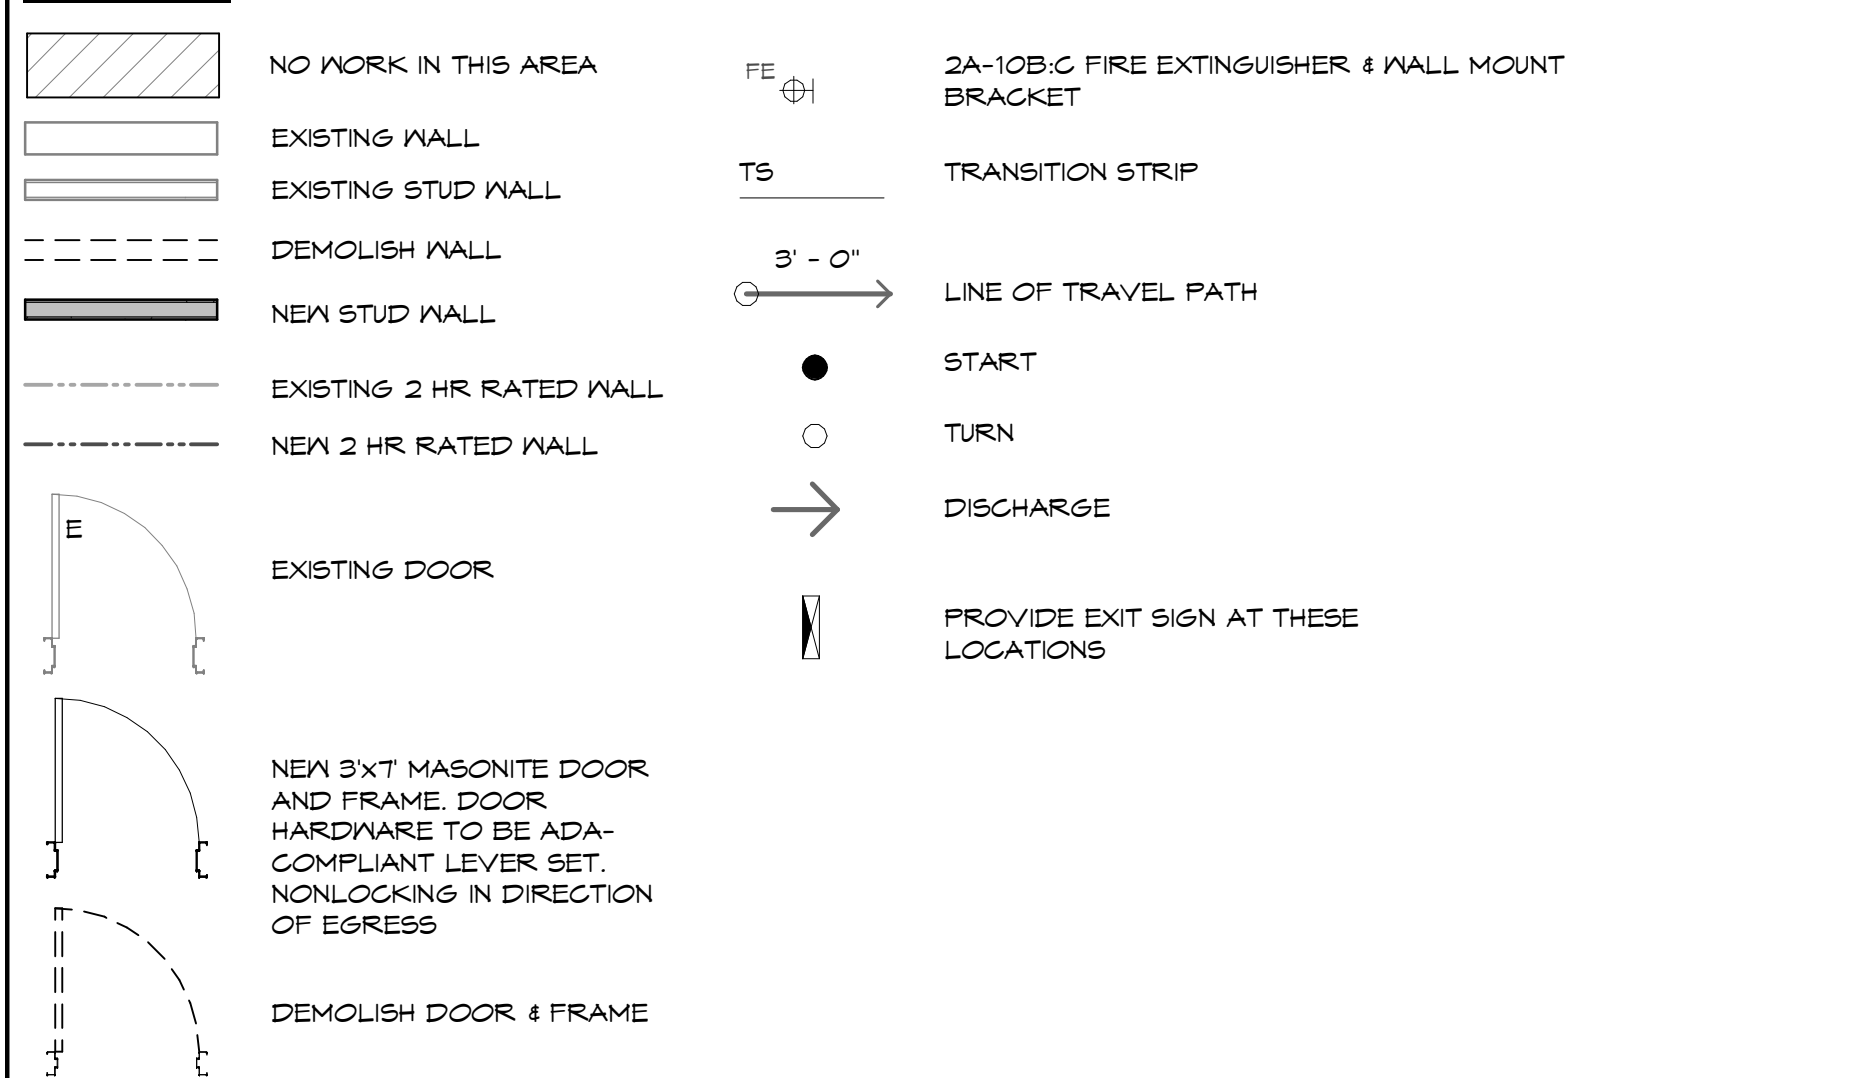 NO WORK IN THIS AREA
EXISTING WALL
EXISTING STUD WALL
DEMOLISH WALL
NEW STUD WALL
EXISTING 2 HR RATED WALL
NEW 2 HR RATED WALL
E
EXISTING DOOR
NEW 3'x7' MASONITE DOOR
AND FRAME. DOOR
HARDWARE TO BE ADA-
COMPLIANT LEVER SET.
NONLOCKING IN DIRECTION
OF EGRESS
DEMOLISH DOOR & FRAME
FE
2A-10B:C FIRE EXTINGUISHER & WALL MOUNT
BRACKET
TS
TRANSITION STRIP
3' - 0"
LINE OF TRAVEL PATH
START
TURN
DISCHARGE
PROVIDE EXIT SIGN AT THESE
LOCATIONS